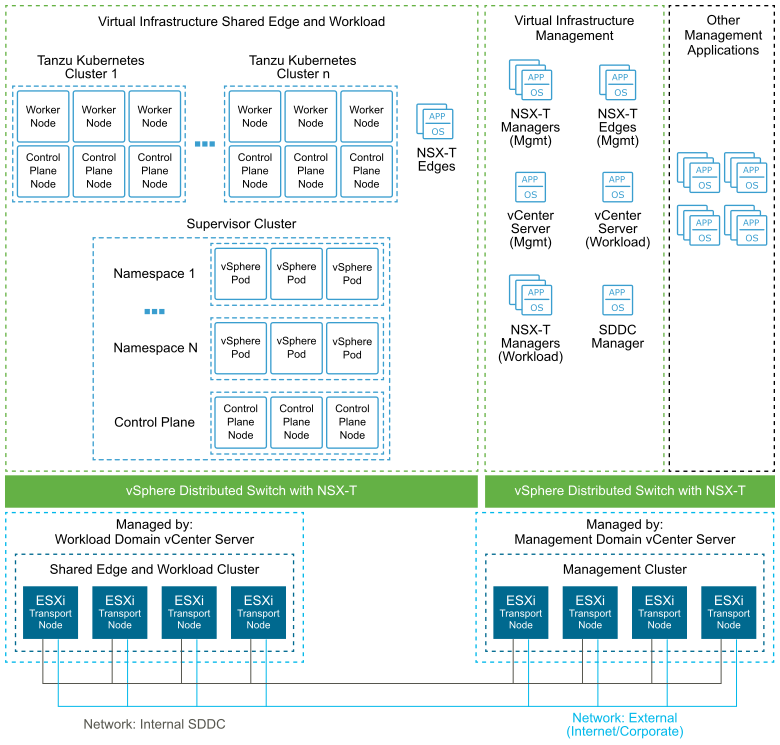 Virtual Infrastructure Shared Edge and Workload
Tanzu Kubernetes
Cluster 1
Tanzu Kubernetes
Cluster n
Worker
Node
Worker
Node
Worker
Node
Control
Plane
Node
Control
Plane
Node
Control
Plane
Node
Worker
Node
Worker
Node
Worker
Node
Control
Plane
Node
Control
Plane
Node
Control
Plane
Node
APP
OS
NSX-T
Edges
Supervisor Cluster
Namespace 1
vSphere
Pod
vSphere
Pod
vSphere
Pod
Namespace N
vSphere
Pod
vSphere
Pod
vSphere
Pod
Control Plane
Control
Plane
Node
Control
Plane
Node
Control
Plane
Node
Virtual Infrastructure
Management
APP
OS
NSX-T
Managers
(Mgmt)
APP
OS
NSX-T
Edges
(Mgmt)
APP
OS
vCenter
Server
(Mgmt)
APP
OS
vCenter
Server
(Workload)
APP
OS
NSX-T
Managers
(Workload)
APP
OS
SDDC
Manager
Other
Management
Applications
APP
OS
APP
OS
APP
OS
APP
OS
vSphere Distributed Switch with NSX-T
vSphere Distributed Switch with NSX-T
Managed by:
Workload Domain vCenter Server
Shared Edge and Workload Cluster
ESXi
Transport
Node
ESXi
Transport
Node
ESXi
Transport
Node
ESXi
Transport
Node
Managed by:
Management Domain vCenter Server
Management Cluster
ESXi
Transport
Node
ESXi
Transport
Node
ESXi
Transport
Node
ESXi
Transport
Node
Network: Internal SDDC
Network: External
(Internet/Corporate)